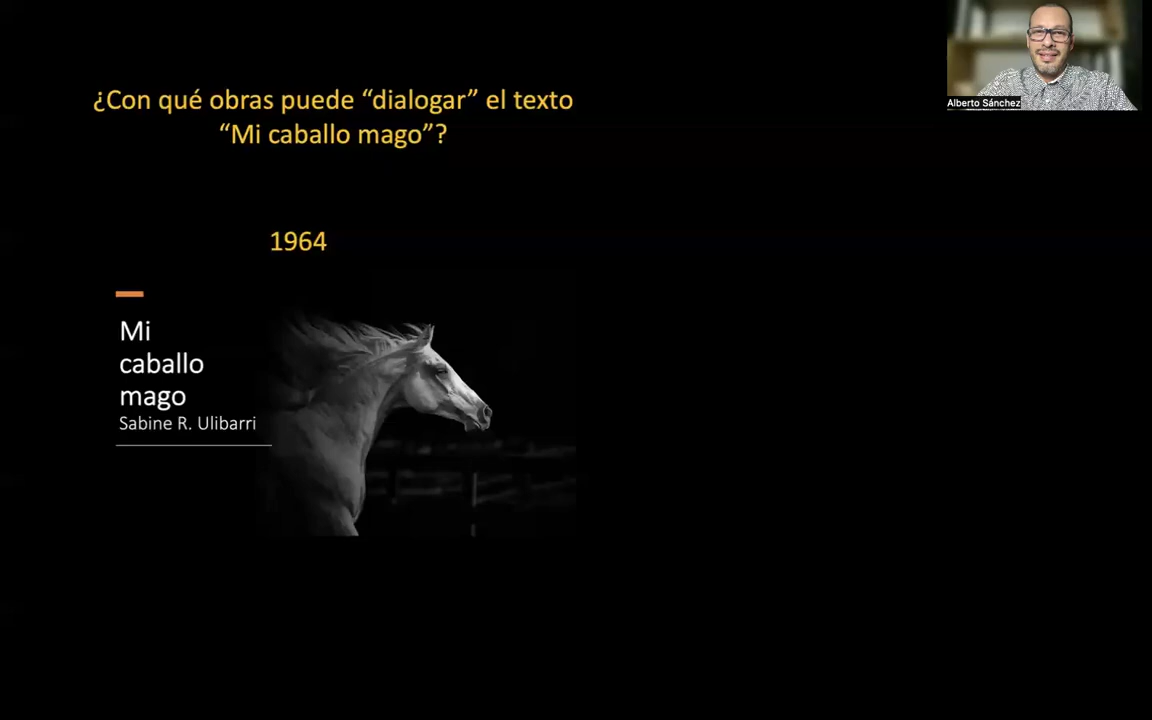 ¿Con qué obras puede “dialogar” el texto
“Mi caballo mago”?
1964
Mi
caballo
mago
Sabine R. Ulibarri
Alberto Sánchez